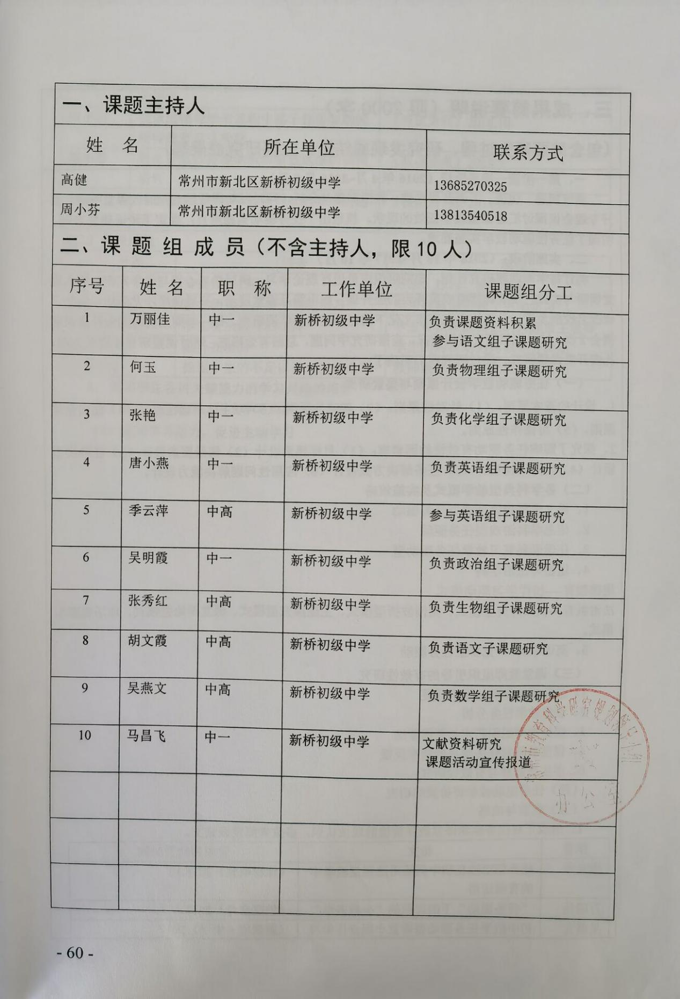 一、课题主持人
姓 名 所在单位 联系方式
高健 常州市新北区新桥初级中学 13685270325
周小芬 常州市新北区新桥初级中学 13813540518
二、课 题 组 成 员（不含主持人，限10人）
序号 姓 名 职 称 工作单位 课题组分工
1 万丽佳 中一 新桥初级中学 负责课题资料积累
参与语文组子课题研究
2 何玉 中一 新桥初级中学 负责物理组子课题研究
3 张艳 中一 新桥初级中学 负责化学组子课题研究
4 唐小燕 中一 新桥初级中学 负责英语组子课题研究
5 季云萍 中高 新桥初级中学 参与英语组子课题研究
6 吴明霞 中一 新桥初级中学 负责政治组子课题研究
7 张秀红 中高 新桥初级中学 负责生物组子课题研究
8 胡文霞 中高 新桥初级中学 负责语文子课题研究
9 吴燕文 中高 新桥初级中学 负责数学组子课题研究
10 马昌飞 中一 新桥初级中学 文献资料研究
课题活动宣传报道
市教育科学研究规划领导小组
办公室
- 60 -